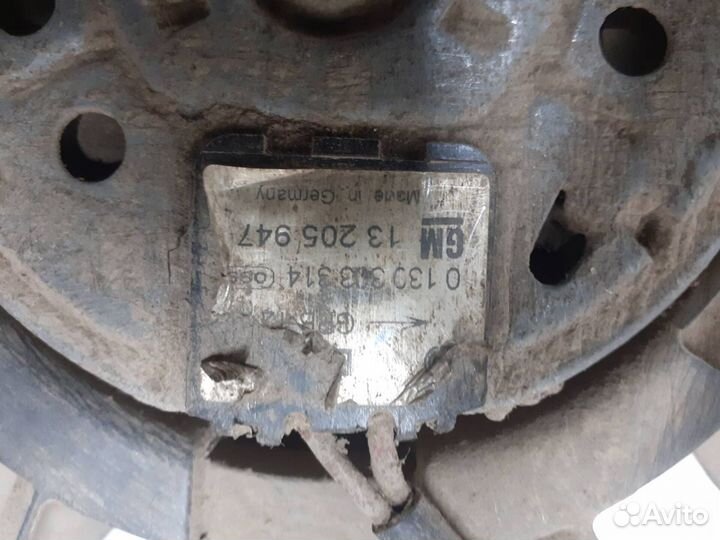 0 130 303 314
GM 13 205 947
Made in Germany
Avito